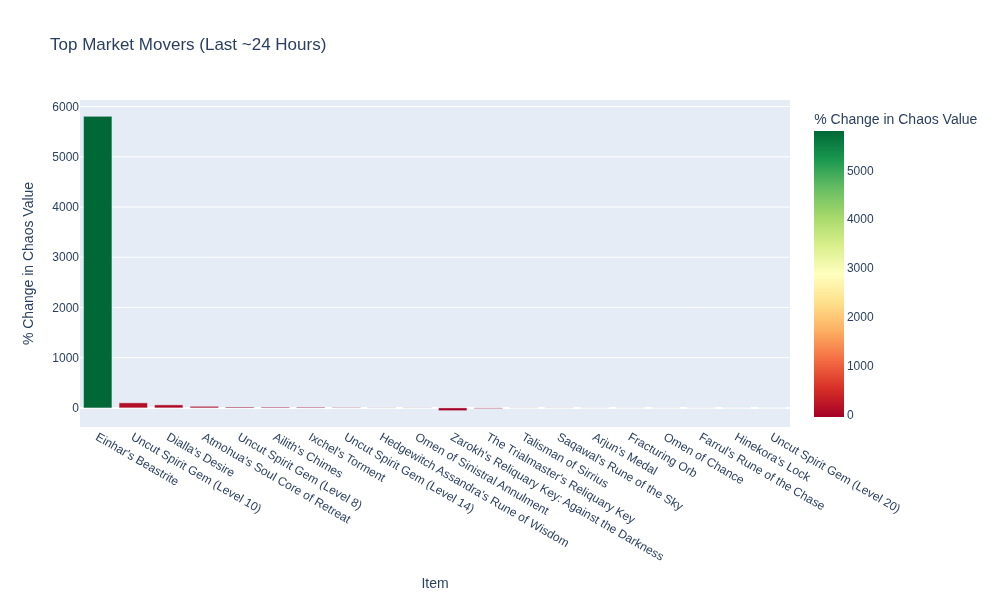 Top Market Movers (Last ~24 Hours)
% Change in Chaos Value
6000
5000
4000
3000
2000
1000
0
% Change in Chaos Value
5000
4000
3000
2000
1000
0
Einhar's Beastrite
Uncut Spirit Gem (Level 10)
Dialla's Desire
Atmohua's Soul Core of Retreat
Uncut Spirit Gem (Level 8)
Ailith's Chimes
Ixchel's Torment
Uncut Spirit Gem (Level 14)
Hedgewitch Assandra's Rune of Wisdom
Omen of Sinistral Annulment
Zarokh's Reliquary Key: Against the Darkness
The Trialmaster's Reliquary Key
Talisman of Sirrius
Saqawal's Rune of the Sky
Arjun's Medal
Fracturing Orb
Omen of Chance
Farrul's Rune of the Chase
Hinekora's Lock
Uncut Spirit Gem (Level 20)
Item